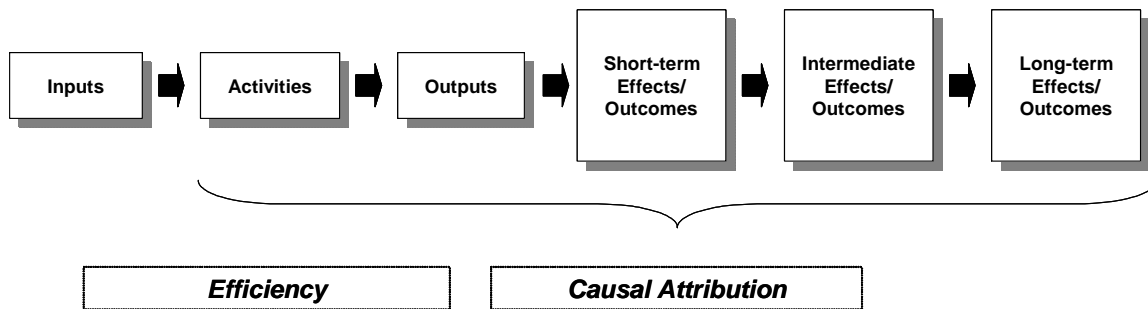 Inputs
Activities
Outputs
Short-term
Effects/
Outcomes
Intermediate
Effects/
Outcomes
Long-term
Effects/
Outcomes
Efficiency
Causal Attribution